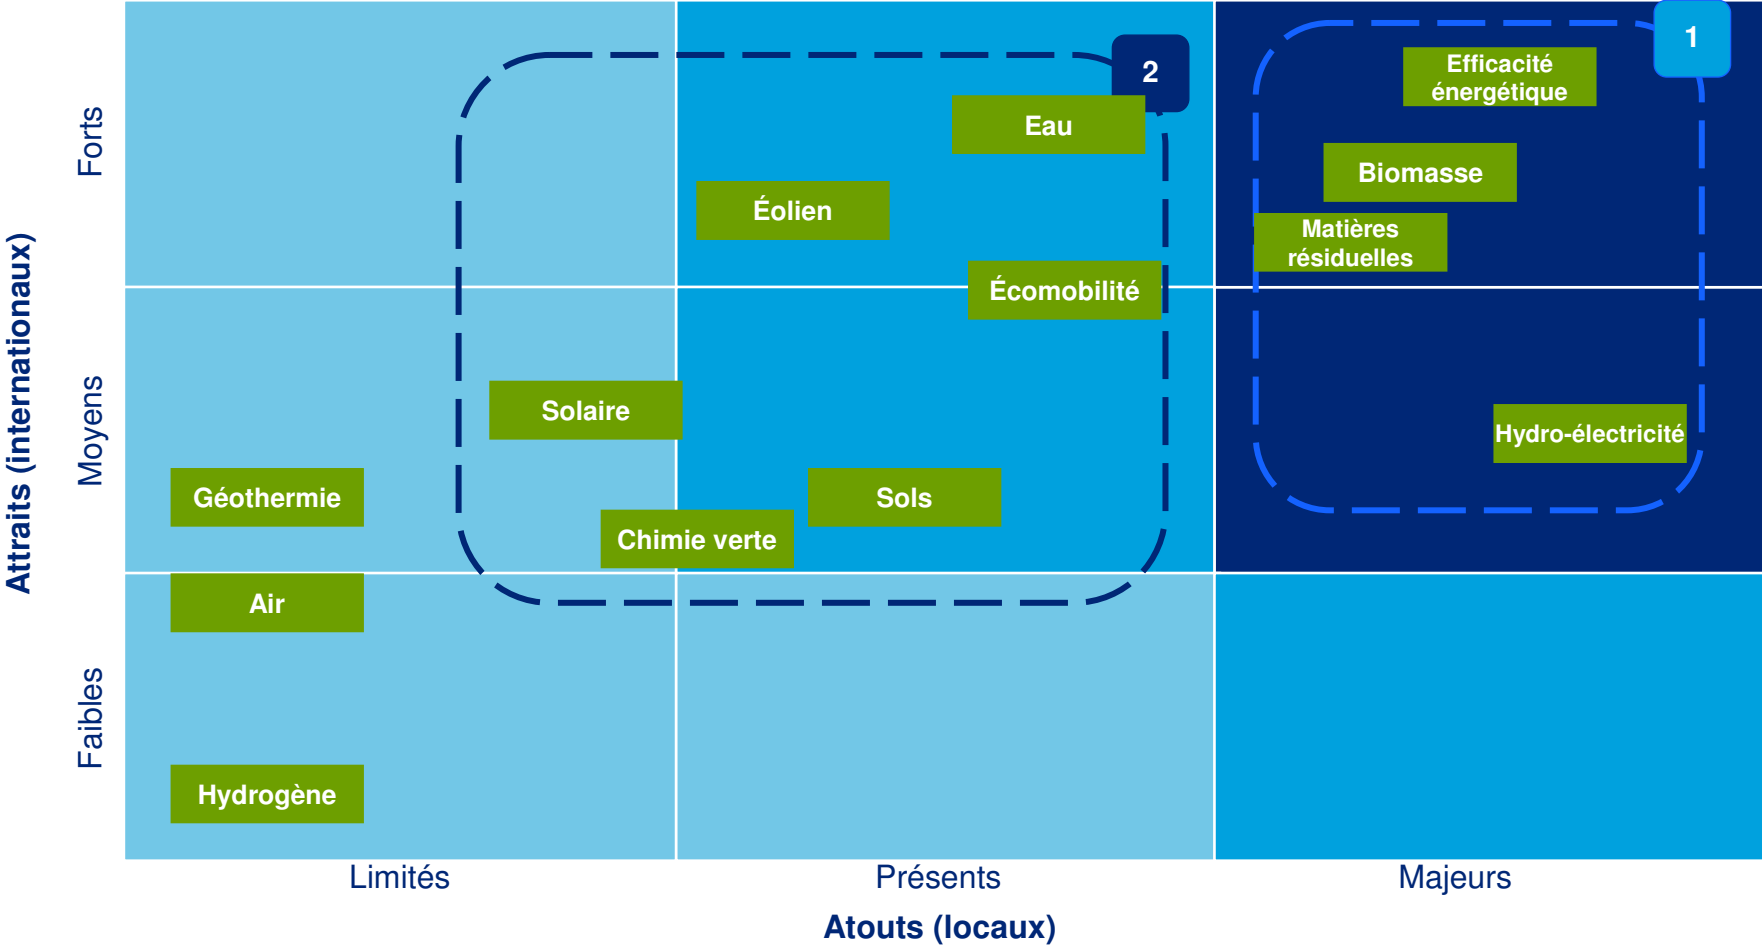 1
2
Efficacité
énergétique
Eau
Forts
Biomasse
Éolien
Matières
résiduelles
Écomobilité
Attraits (internationaux)
Moyens
Solaire
Hydro-électricité
Géothermie
Sols
Chimie verte
Air
Faibles
Hydrogène
Limités
Présents
Majeurs
Atouts (locaux)